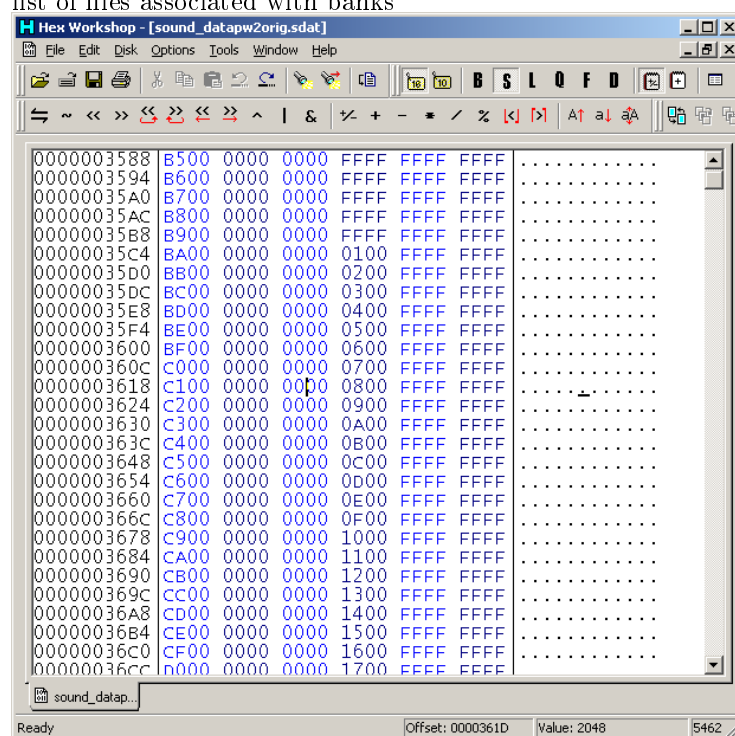 list of files associated with banks
Hex Workshop - [sound_datapw2orig.sdat]
File Edit Disk Options Tools Window Help
16 10 B S L Q F D
~ << >> ^ | & +/- + - * / % A↑ a↓
0000003588 B500 0000 0000 FFFF FFFF FFFF ............
0000003594 B600 0000 0000 FFFF FFFF FFFF ............
00000035A0 B700 0000 0000 FFFF FFFF FFFF ............
00000035AC B800 0000 0000 FFFF FFFF FFFF ............
00000035B8 B900 0000 0000 FFFF FFFF FFFF ............
00000035C4 BA00 0000 0000 0100 FFFF FFFF ............
00000035D0 BB00 0000 0000 0200 FFFF FFFF ............
00000035DC BC00 0000 0000 0300 FFFF FFFF ............
00000035E8 BD00 0000 0000 0400 FFFF FFFF ............
00000035F4 BE00 0000 0000 0500 FFFF FFFF ............
0000003600 BF00 0000 0000 0600 FFFF FFFF ............
000000360C C000 0000 0000 0700 FFFF FFFF ............
0000003618 C100 0000 0000 0800 FFFF FFFF ............
0000003624 C200 0000 0000 0900 FFFF FFFF ............
0000003630 C300 0000 0000 0A00 FFFF FFFF ............
000000363C C400 0000 0000 0B00 FFFF FFFF ............
0000003648 C500 0000 0000 0C00 FFFF FFFF ............
0000003654 C600 0000 0000 0D00 FFFF FFFF ............
0000003660 C700 0000 0000 0E00 FFFF FFFF ............
000000366C C800 0000 0000 0F00 FFFF FFFF ............
0000003678 C900 0000 0000 1000 FFFF FFFF ............
0000003684 CA00 0000 0000 1100 FFFF FFFF ............
0000003690 CB00 0000 0000 1200 FFFF FFFF ............
000000369C CC00 0000 0000 1300 FFFF FFFF ............
00000036A8 CD00 0000 0000 1400 FFFF FFFF ............
00000036B4 CE00 0000 0000 1500 FFFF FFFF ............
00000036C0 CF00 0000 0000 1600 FFFF FFFF ............
00000036CC D000 0000 0000 1700 FFFF FFFF ............
sound_datap...
Ready Offset: 0000361D Value: 2048 5462